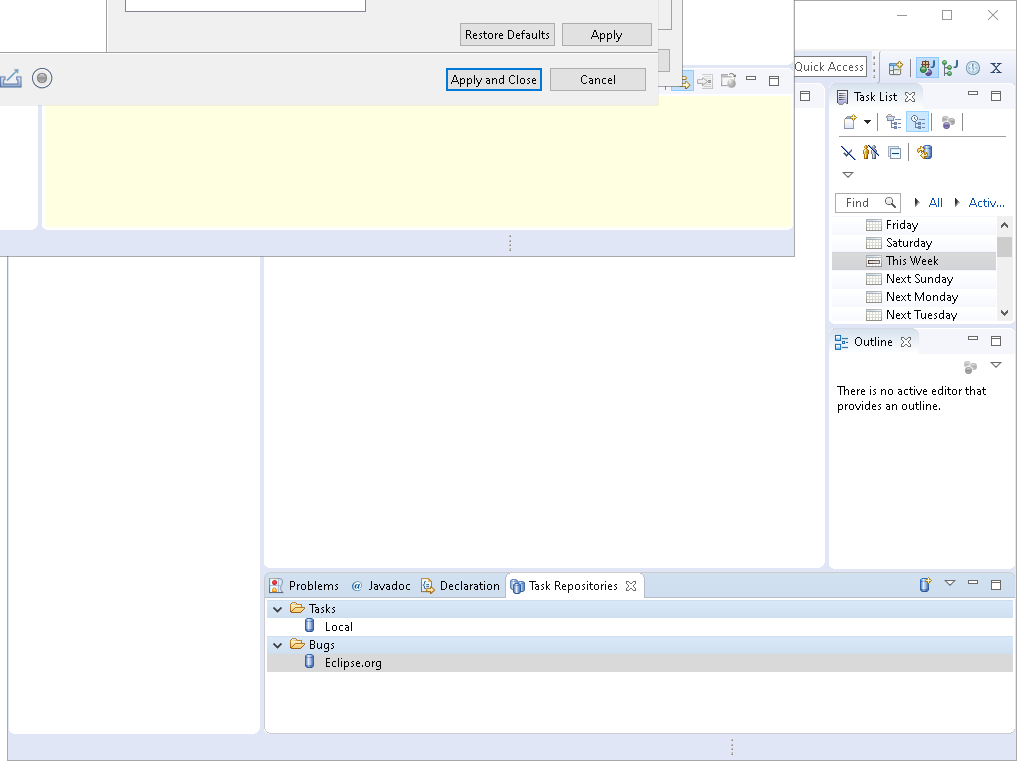 Restore Defaults
Apply
Apply and Close
Cancel
Quick Access
Task List
Find
All
Activ...
Friday
Saturday
This Week
Next Sunday
Next Monday
Next Tuesday
Outline
There is no active editor that
provides an outline.
Problems
@ Javadoc
Declaration
Task Repositories
Tasks
Local
Bugs
Eclipse.org